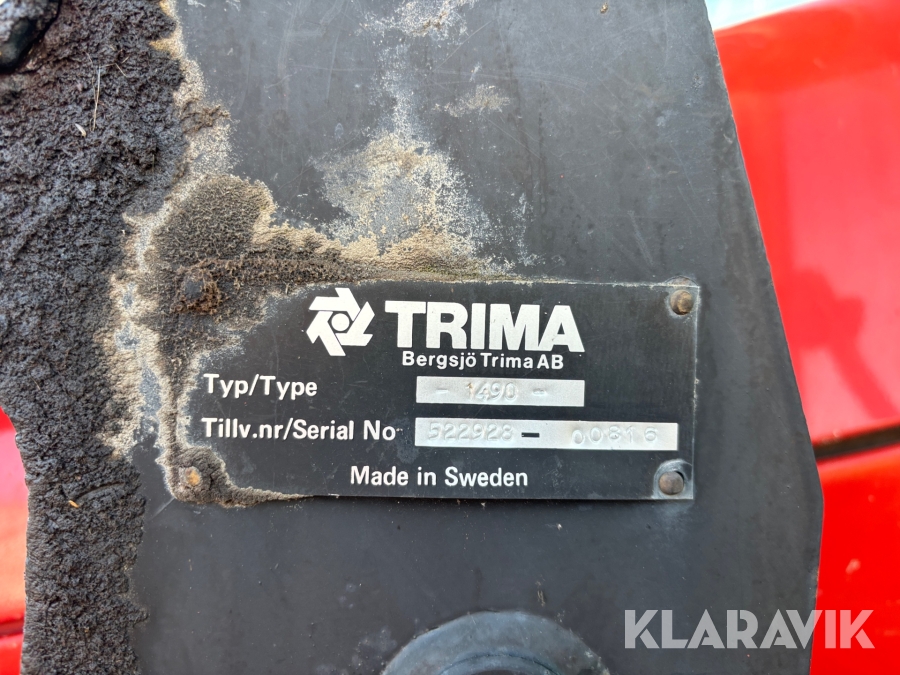 TRIMA
Bergsjö Trima AB
Typ/Type - 1490 -
Tillv.nr/Serial No 522928 - 00816
Made in Sweden
KLARAVIK